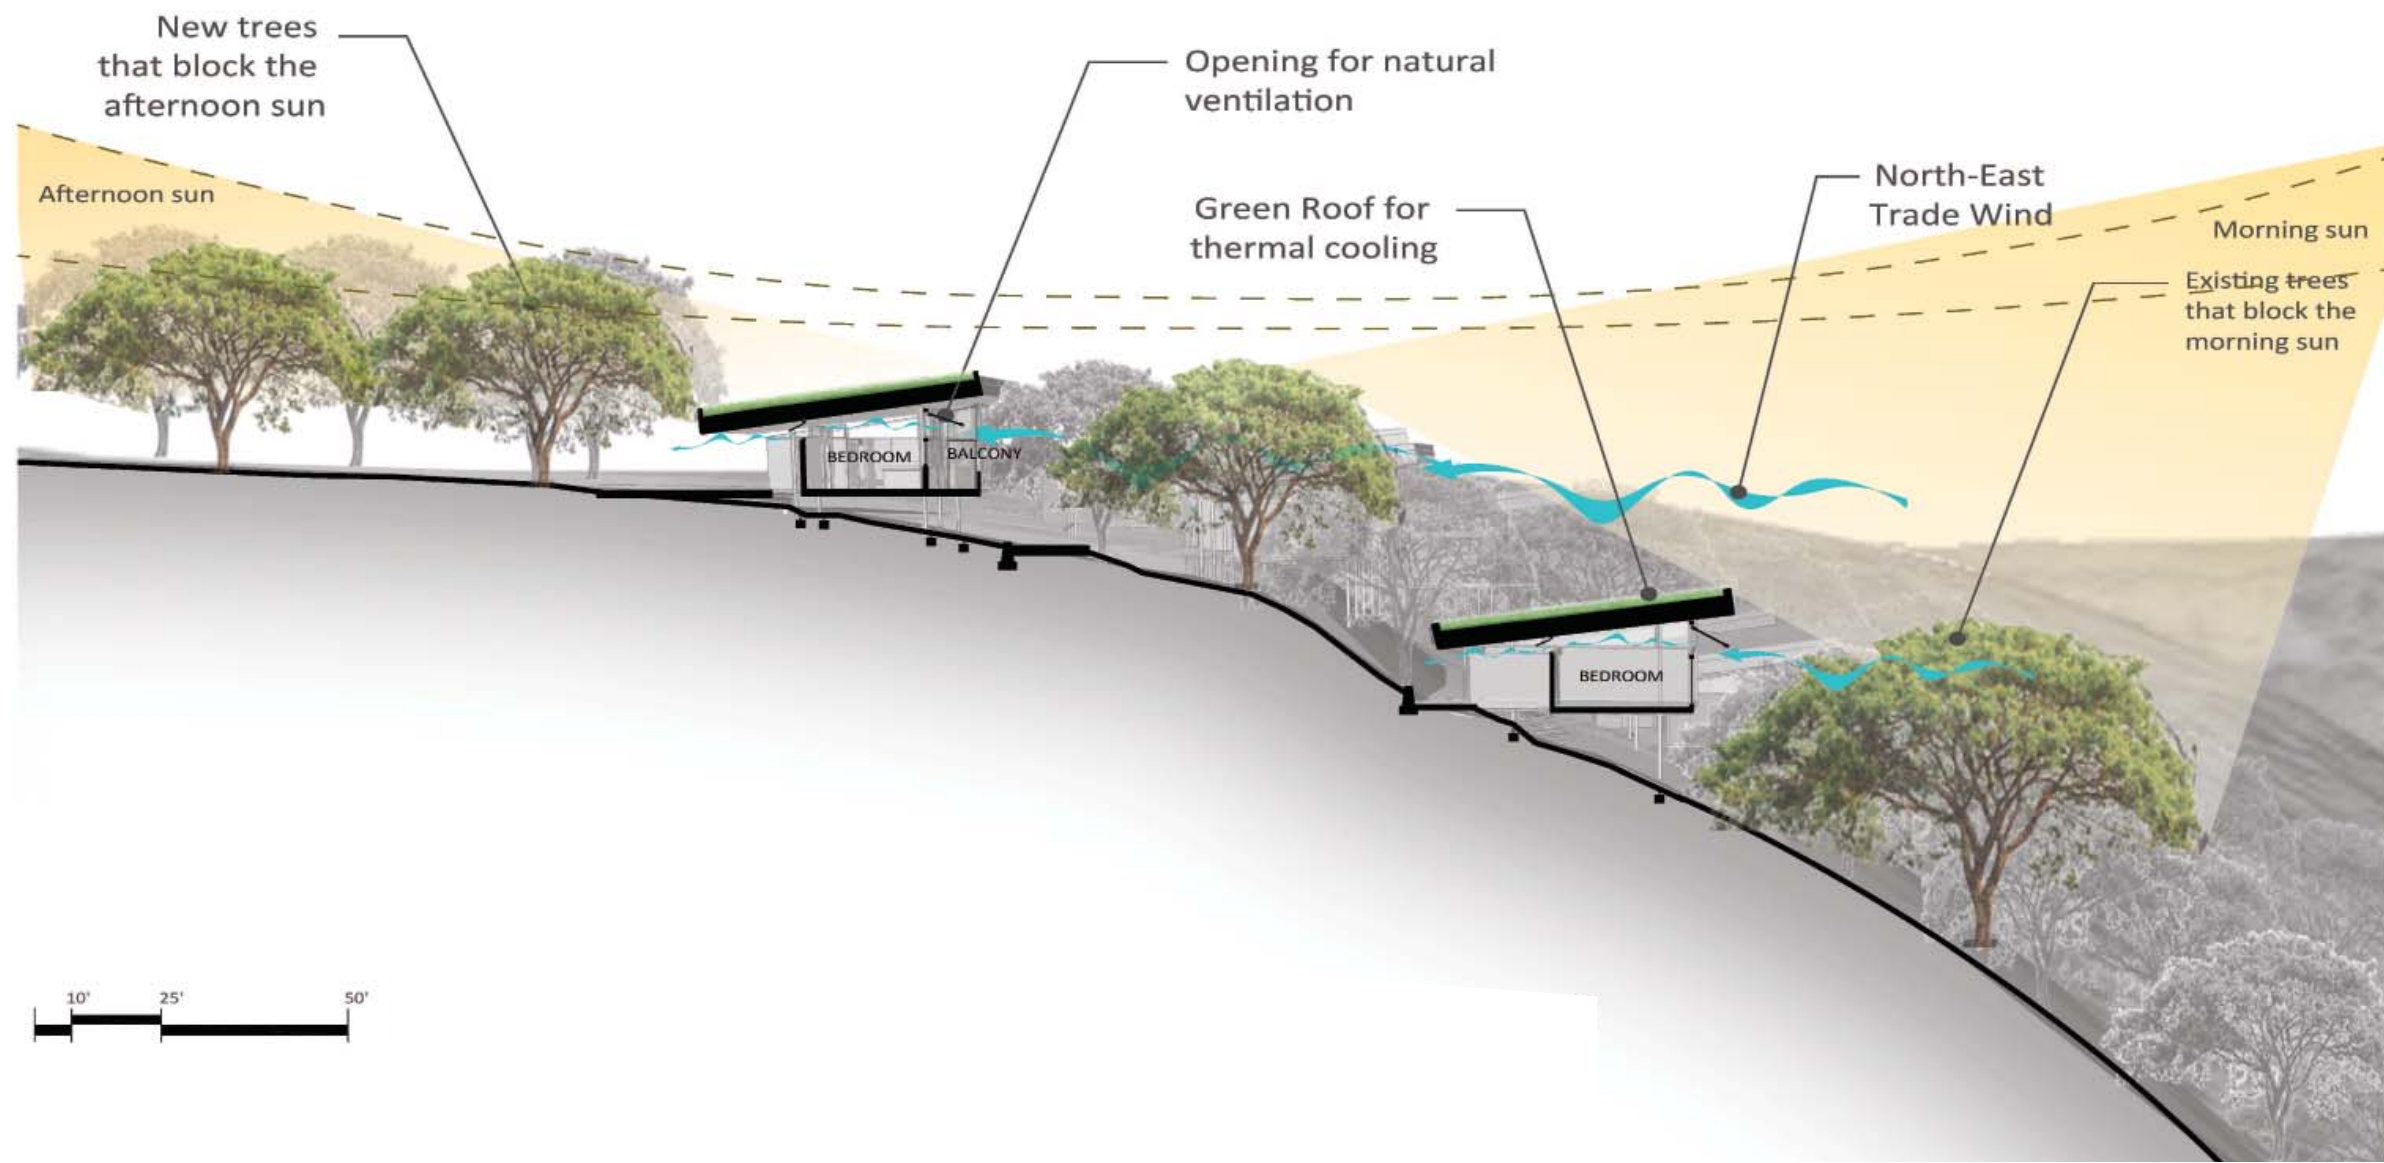 New trees
that block the
afternoon sun
Opening for natural
ventilation
Green Roof for
thermal cooling
North-East
Trade Wind
Afternoon sun
Morning sun
Existing trees
that block the
morning sun
BEDROOM
BALCONY
BEDROOM
10'
25'
50'